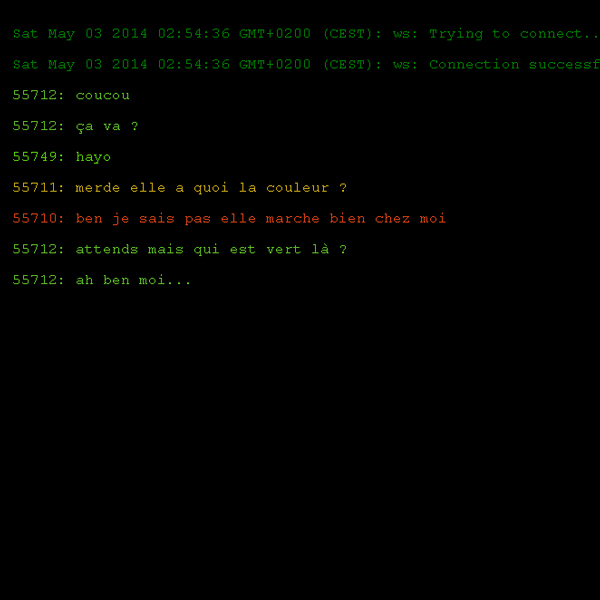 Sat May 03 2014 02:54:36 GMT+0200 (CEST): ws: Trying to connect..
Sat May 03 2014 02:54:36 GMT+0200 (CEST): ws: Connection successf
55712: coucou
55712: ça va ?
55749: hayo
55711: merde elle a quoi la couleur ?
55710: ben je sais pas elle marche bien chez moi
55712: attends mais qui est vert là ?
55712: ah ben moi...